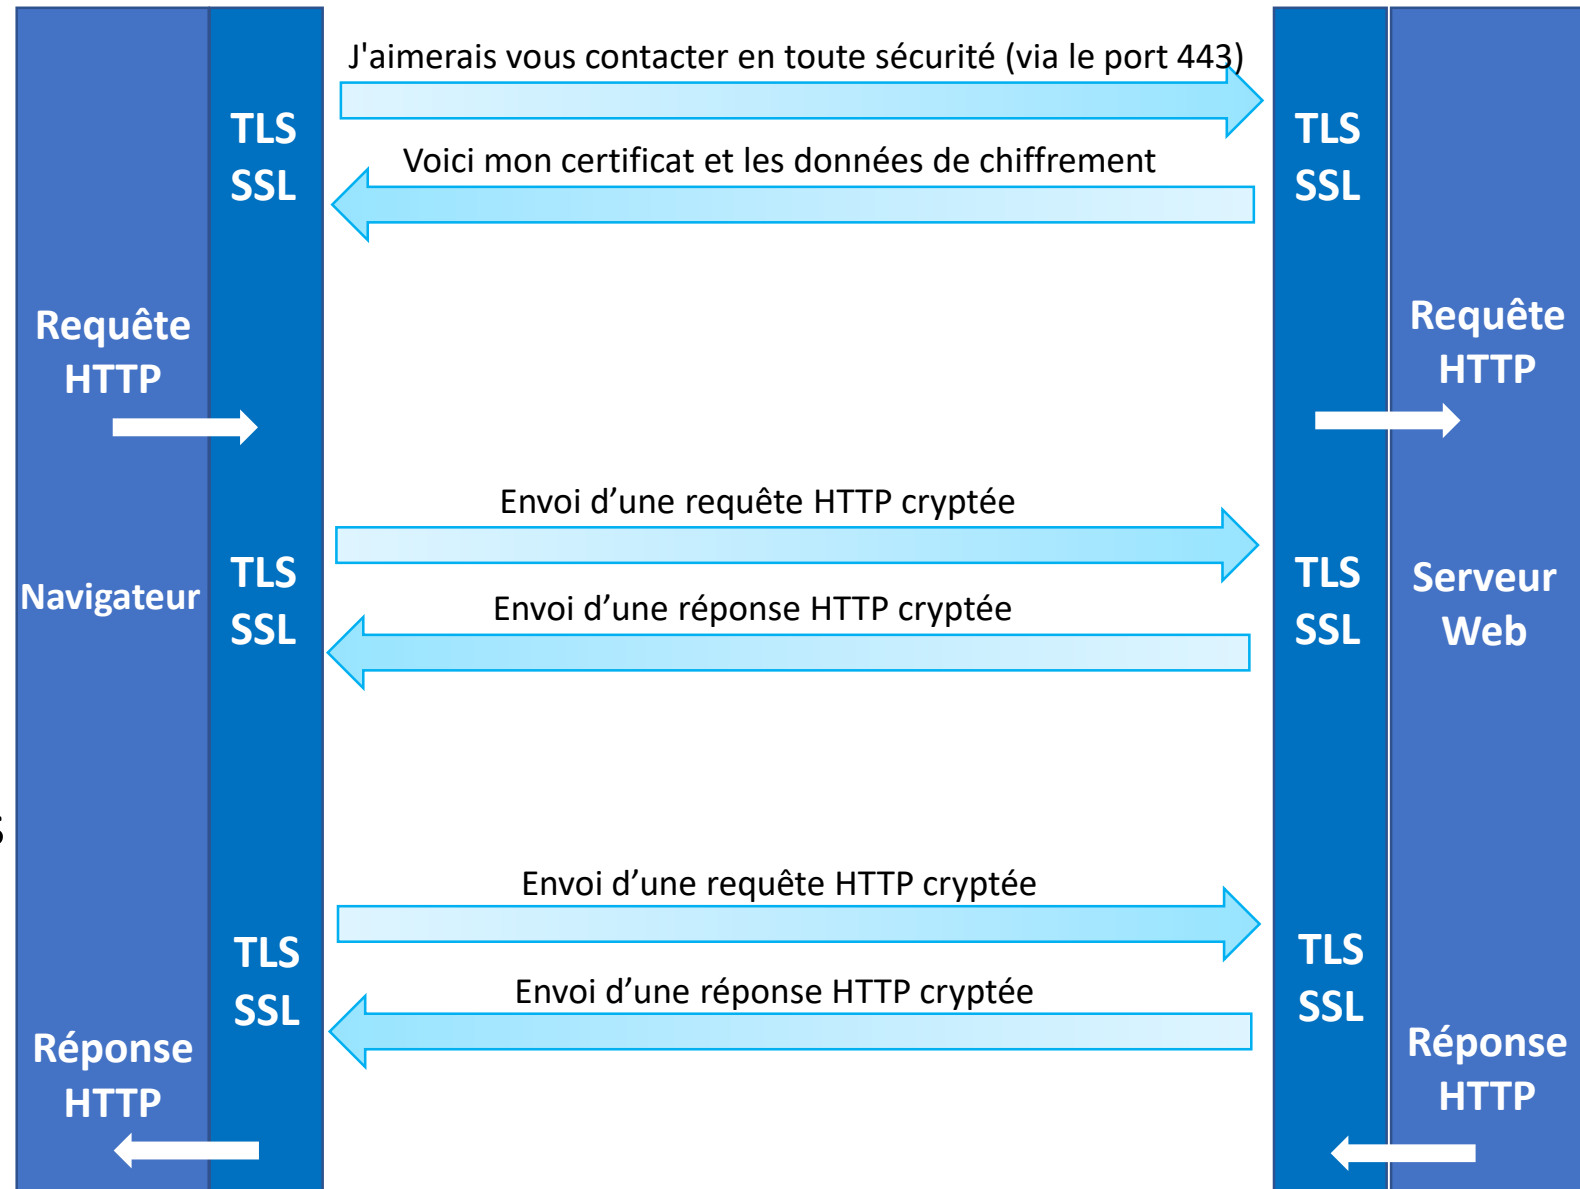 J'aimerais vous contacter en toute sécurité (via le port 443)
TLS
SSL
TLS
SSL
Voici mon certificat et les données de chiffrement
Requête
HTTP
Requête
HTTP
Envoi d’une requête HTTP cryptée
Navigateur
TLS
SSL
TLS
SSL
Serveur
Web
Envoi d’une réponse HTTP cryptée
s
Envoi d’une requête HTTP cryptée
TLS
SSL
TLS
SSL
Envoi d’une réponse HTTP cryptée
Réponse
HTTP
Réponse
HTTP